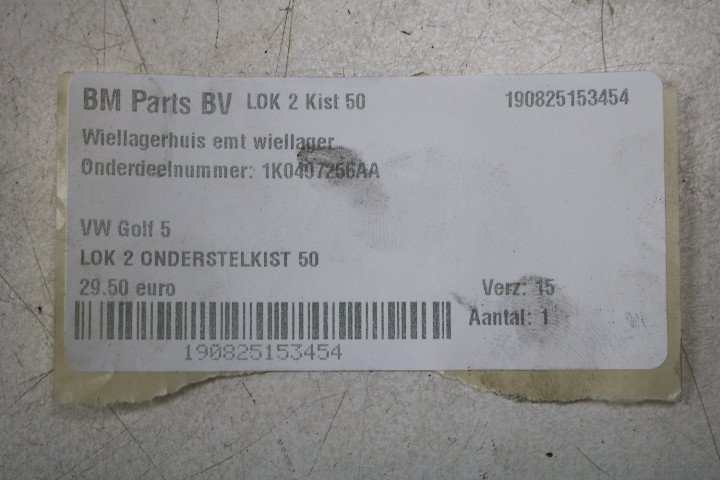 BM Parts BV LOK 2 Kist 50 190825153454
Wiellagerhuis emt wiellager.
Onderdeelnummer: 1K0407256AA
VW Golf 5
LOK 2 ONDERSTELKIST 50
29.50 euro Verz: 15
Aantal: 1
190825153454